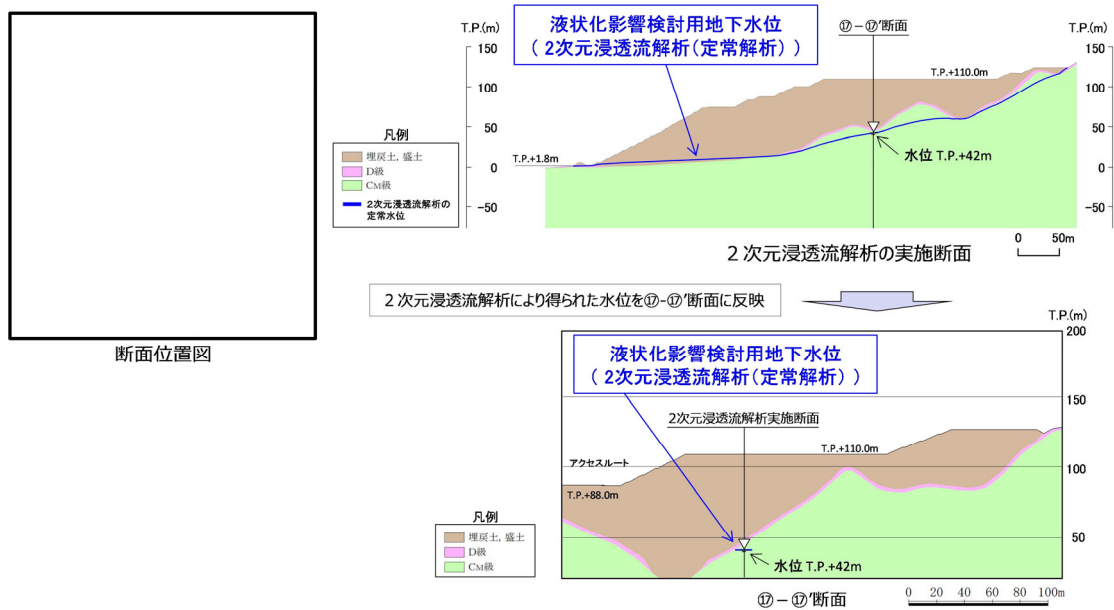 断面位置図
T.P.(m)
T.P.(m)
液状化影響検討用地下水位
( 2次元浸透流解析(定常解析) )
⑰-⑰′断面
150
100
50
0
-50
150
100
50
0
-50
T.P.+110.0m
水位 T.P.+42m
T.P.+1.8m
凡例
埋戻土, 盛土
D級
CM級
2次元浸透流解析の
定常水位
0 50m
2次元浸透流解析の実施断面
2次元浸透流解析により得られた水位を⑰-⑰′断面に反映
T.P.(m)
液状化影響検討用地下水位
( 2次元浸透流解析(定常解析) )
2次元浸透流解析実施断面
200
150
100
50
アクセスルート
T.P.+88.0m
T.P.+110.0m
水位 T.P.+42m
凡例
埋戻土, 盛土
D級
CM級
⑰-⑰′断面
0 20 40 60 80 100m